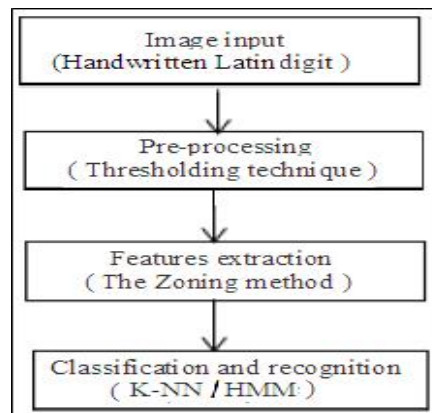 Image input
(Handwritten Latin digit )
Pre-processing
( Thresholding technique )
Features extraction
( The Zoning method )
Classification and recognition
( K-NN / HMM )